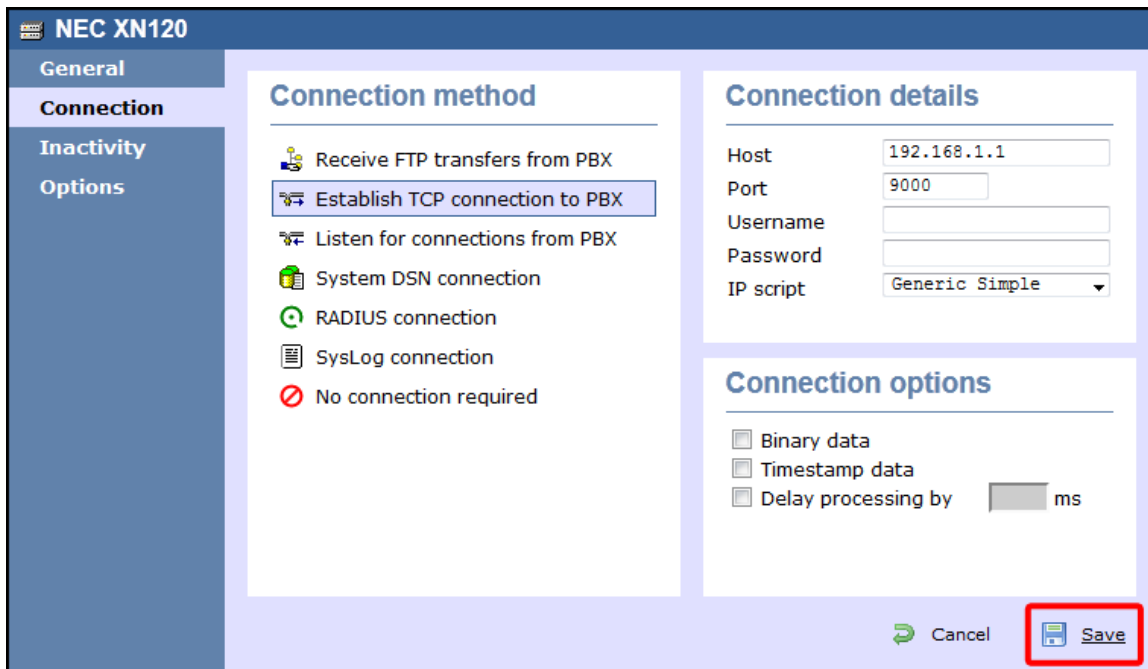 NEC XN120
General
Connection
Inactivity
Options
Connection method
Receive FTP transfers from PBX
Establish TCP connection to PBX
Listen for connections from PBX
System DSN connection
RADIUS connection
SysLog connection
No connection required
Connection details
Host 192.168.1.1
Port 9000
Username
Password
IP script Generic Simple
Connection options
Binary data
Timestamp data
Delay processing by ms
Cancel Save